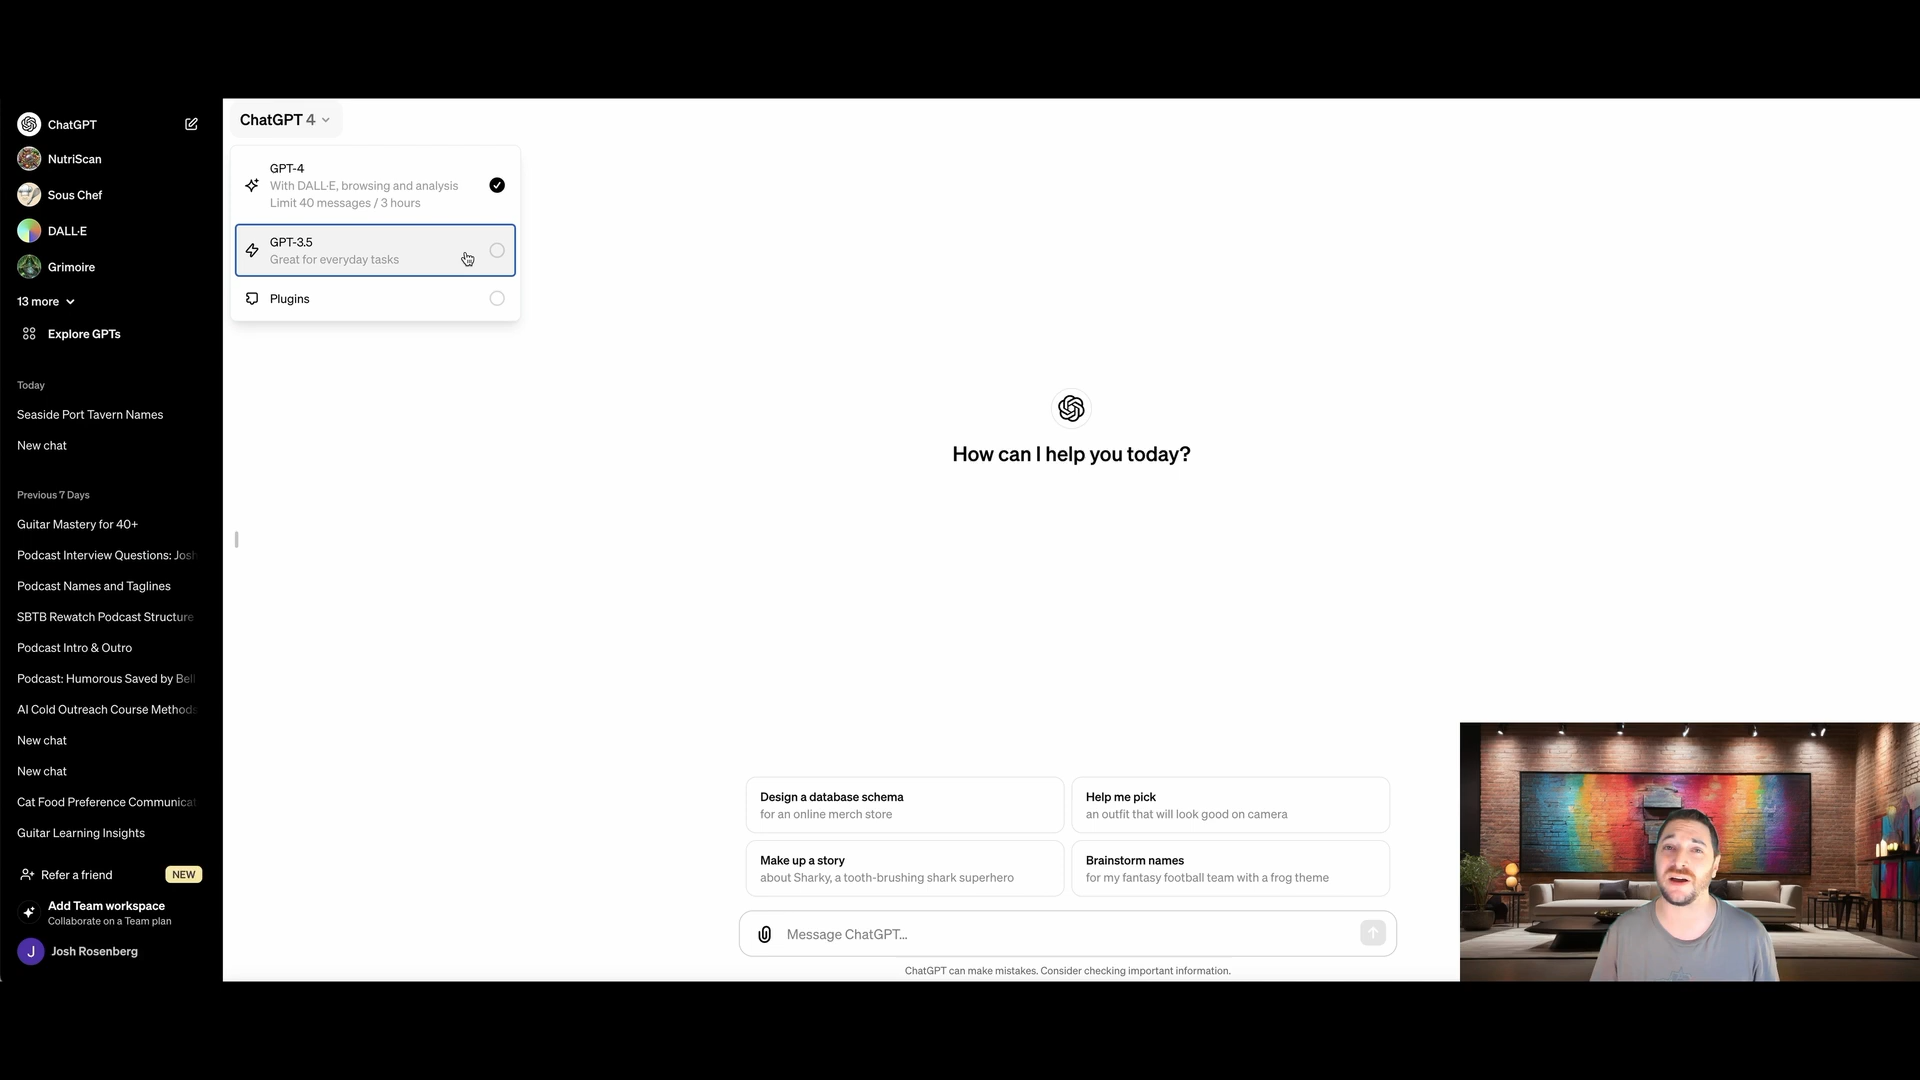 ChatGPT
NutriScan
Sous Chef
DALL·E
Grimoire
13 more
Explore GPTs
Today
Seaside Port Tavern Names
New chat
Previous 7 Days
Guitar Mastery for 40+
Podcast Interview Questions: Josh
Podcast Names and Taglines
SBTB Rewatch Podcast Structure
Podcast Intro & Outro
Podcast: Humorous Saved by Bell
AI Cold Outreach Course Methods
New chat
New chat
Cat Food Preference Communicat
Guitar Learning Insights
Refer a friend NEW
Add Team workspace
Collaborate on a Team plan
J Josh Rosenberg
ChatGPT 4
GPT-4
With DALL·E, browsing and analysis
Limit 40 messages / 3 hours
GPT-3.5
Great for everyday tasks
Plugins
How can I help you today?
Design a database schema
for an online merch store
Help me pick
an outfit that will look good on camera
Make up a story
about Sharky, a tooth-brushing shark superhero
Brainstorm names
for my fantasy football team with a frog theme
Message ChatGPT...
ChatGPT can make mistakes. Consider checking important information.